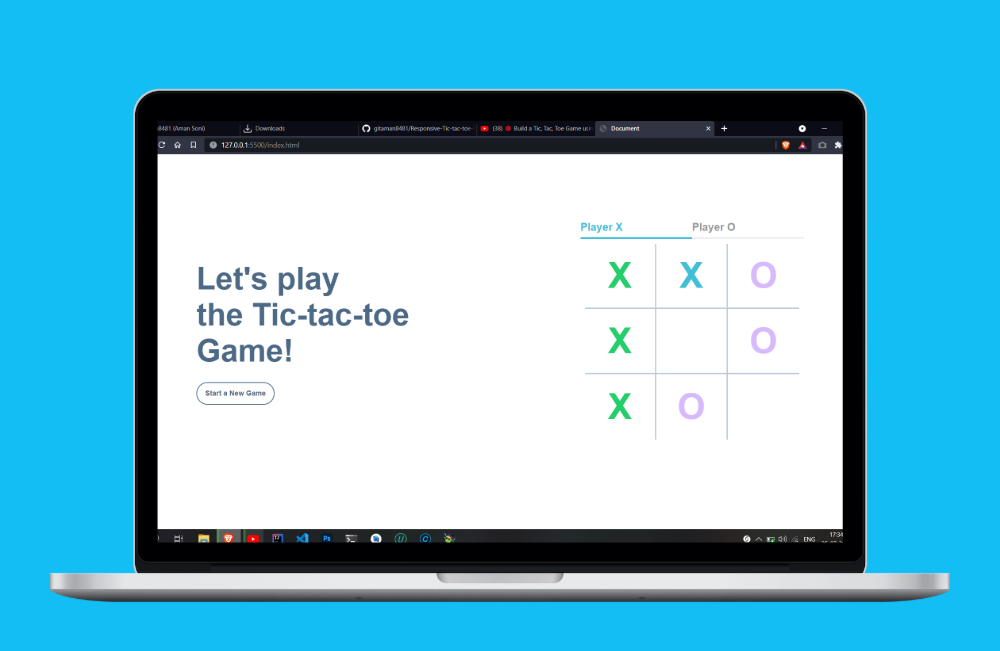 8481 (Aman Soni)
Downloads
gitaman8481/Responsive-Tic-tac-toe-
(38)
Build a Tic, Tac, Toe Game us
Document
127.0.0.1:5500/index.html
Player X
Player O
X X O
X O
X O
Let's play
the Tic-tac-toe
Game!
Start a New Game
Ps
ENG
17:34